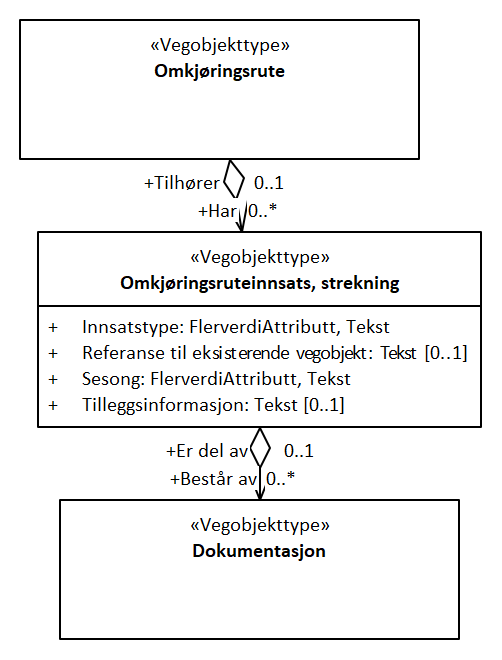 «Vegobjekttype»
Omkjøringsrute
+Tilhører 0..1
+Har 0..*
«Vegobjekttype»
Omkjøringsruteinnsats, strekning
+ Innsatstype: FlerverdiAttributt, Tekst
+ Referanse til eksisterende vegobjekt: Tekst [0..1]
+ Sesong: FlerverdiAttributt, Tekst
+ Tilleggsinformasjon: Tekst [0..1]
+Er del av 0..1
+Består av 0..*
«Vegobjekttype»
Dokumentasjon